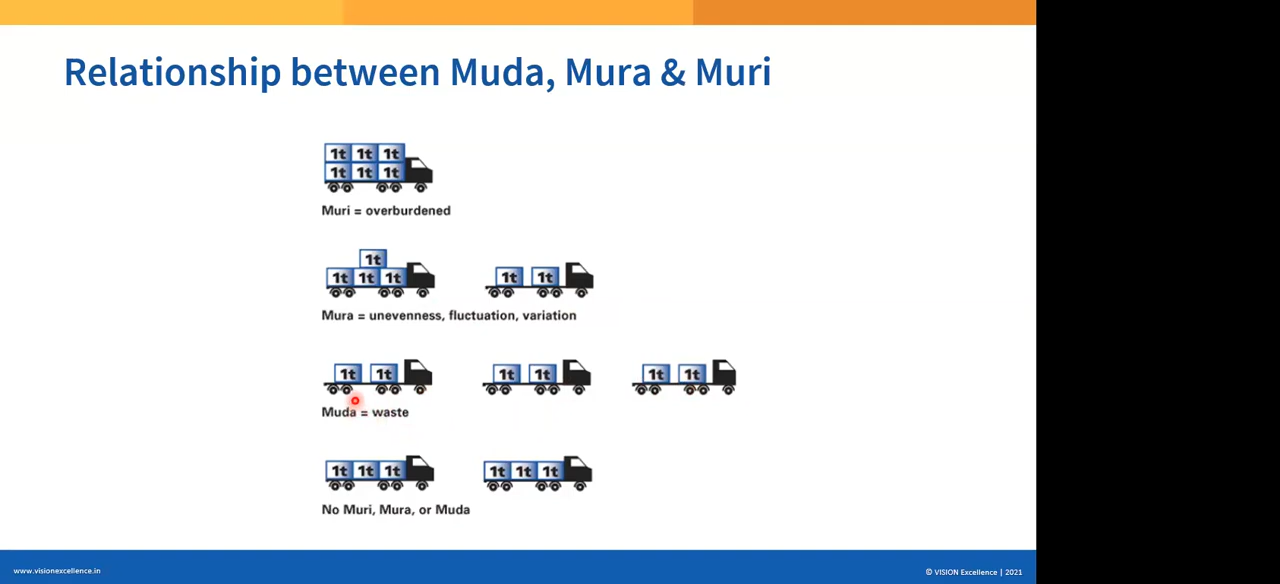 Relationship between Muda, Mura & Muri
1t 1t 1t
1t 1t 1t
Muri = overburdened
1t
1t 1t 1t 1t 1t
Mura = unevenness, fluctuation, variation
1t 1t 1t 1t 1t 1t
Muda = waste
1t 1t 1t 1t 1t 1t
No Muri, Mura, or Muda
www.visionexcellence.in © VISION Excellence | 2021